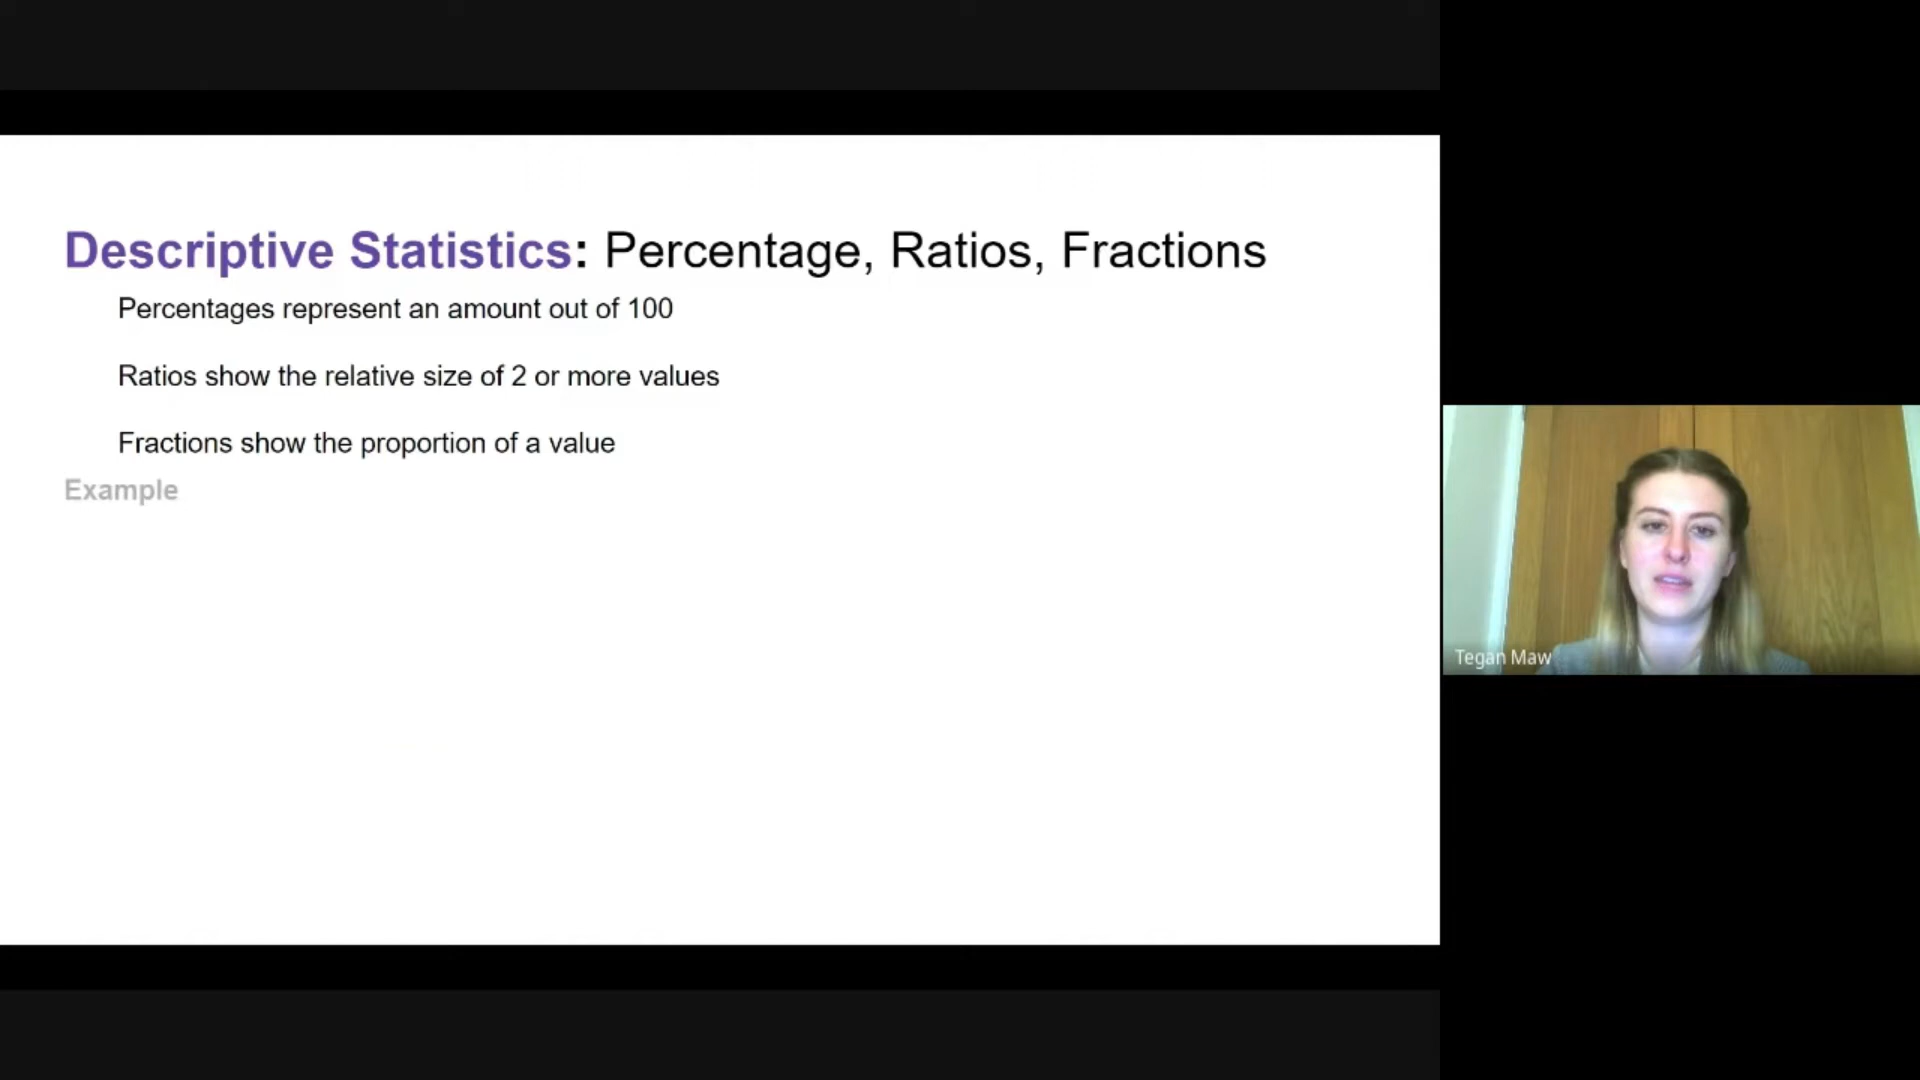 Descriptive Statistics: Percentage, Ratios, Fractions
Percentages represent an amount out of 100
Ratios show the relative size of 2 or more values
Fractions show the proportion of a value
Example
Tegan Maw